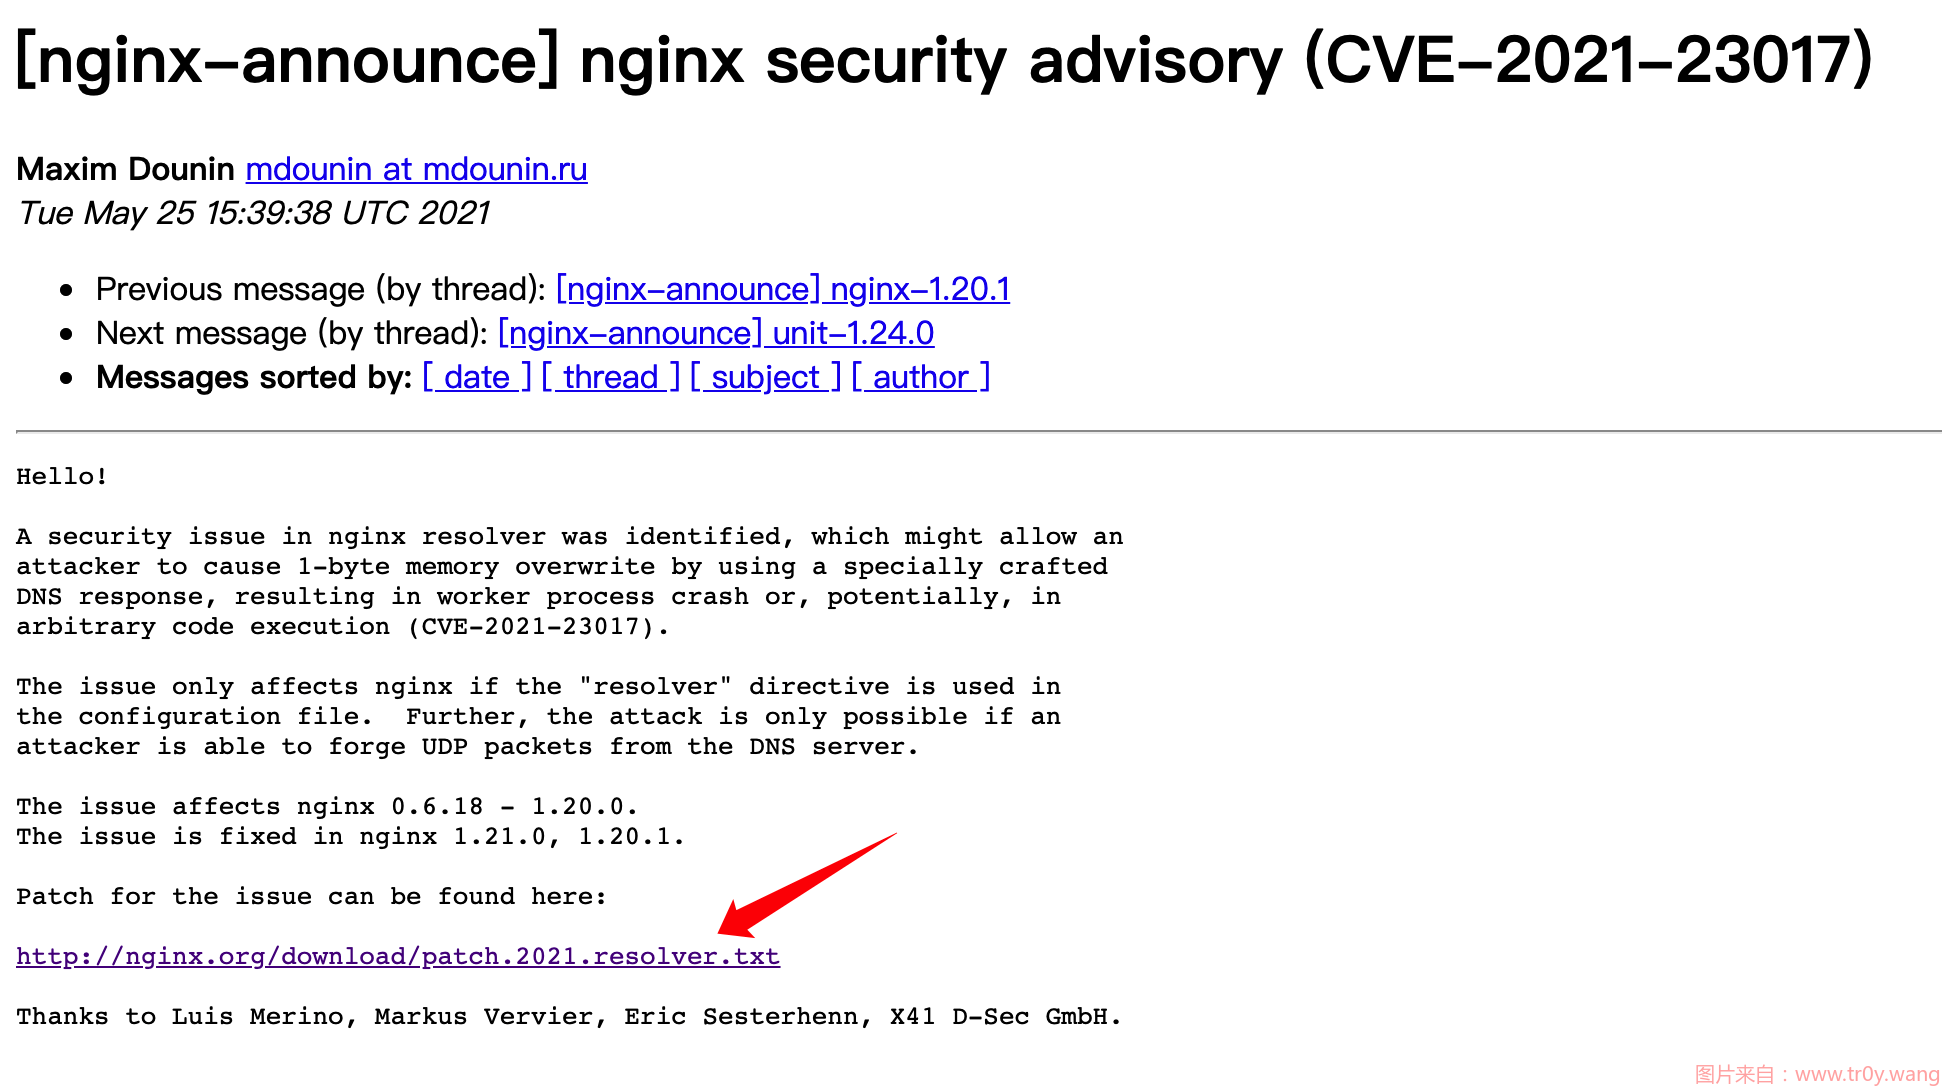 [nginx-announce] nginx security advisory (CVE-2021-23017)
Maxim Dounin mdounin at mdounin.ru
Tue May 25 15:39:38 UTC 2021
• Previous message (by thread): [nginx-announce] nginx-1.20.1
• Next message (by thread): [nginx-announce] unit-1.24.0
• Messages sorted by: [ date ] [ thread ] [ subject ] [ author ]
Hello!
A security issue in nginx resolver was identified, which might allow an
attacker to cause 1-byte memory overwrite by using a specially crafted
DNS response, resulting in worker process crash or, potentially, in
arbitrary code execution (CVE-2021-23017).
The issue only affects nginx if the "resolver" directive is used in
the configuration file.  Further, the attack is only possible if an
attacker is able to forge UDP packets from the DNS server.
The issue affects nginx 0.6.18 - 1.20.0.
The issue is fixed in nginx 1.21.0, 1.20.1.
Patch for the issue can be found here:
http://nginx.org/download/patch.2021.resolver.txt
Thanks to Luis Merino, Markus Vervier, Eric Sesterhenn, X41 D-Sec GmbH.
图片来自：www.tr0y.wang